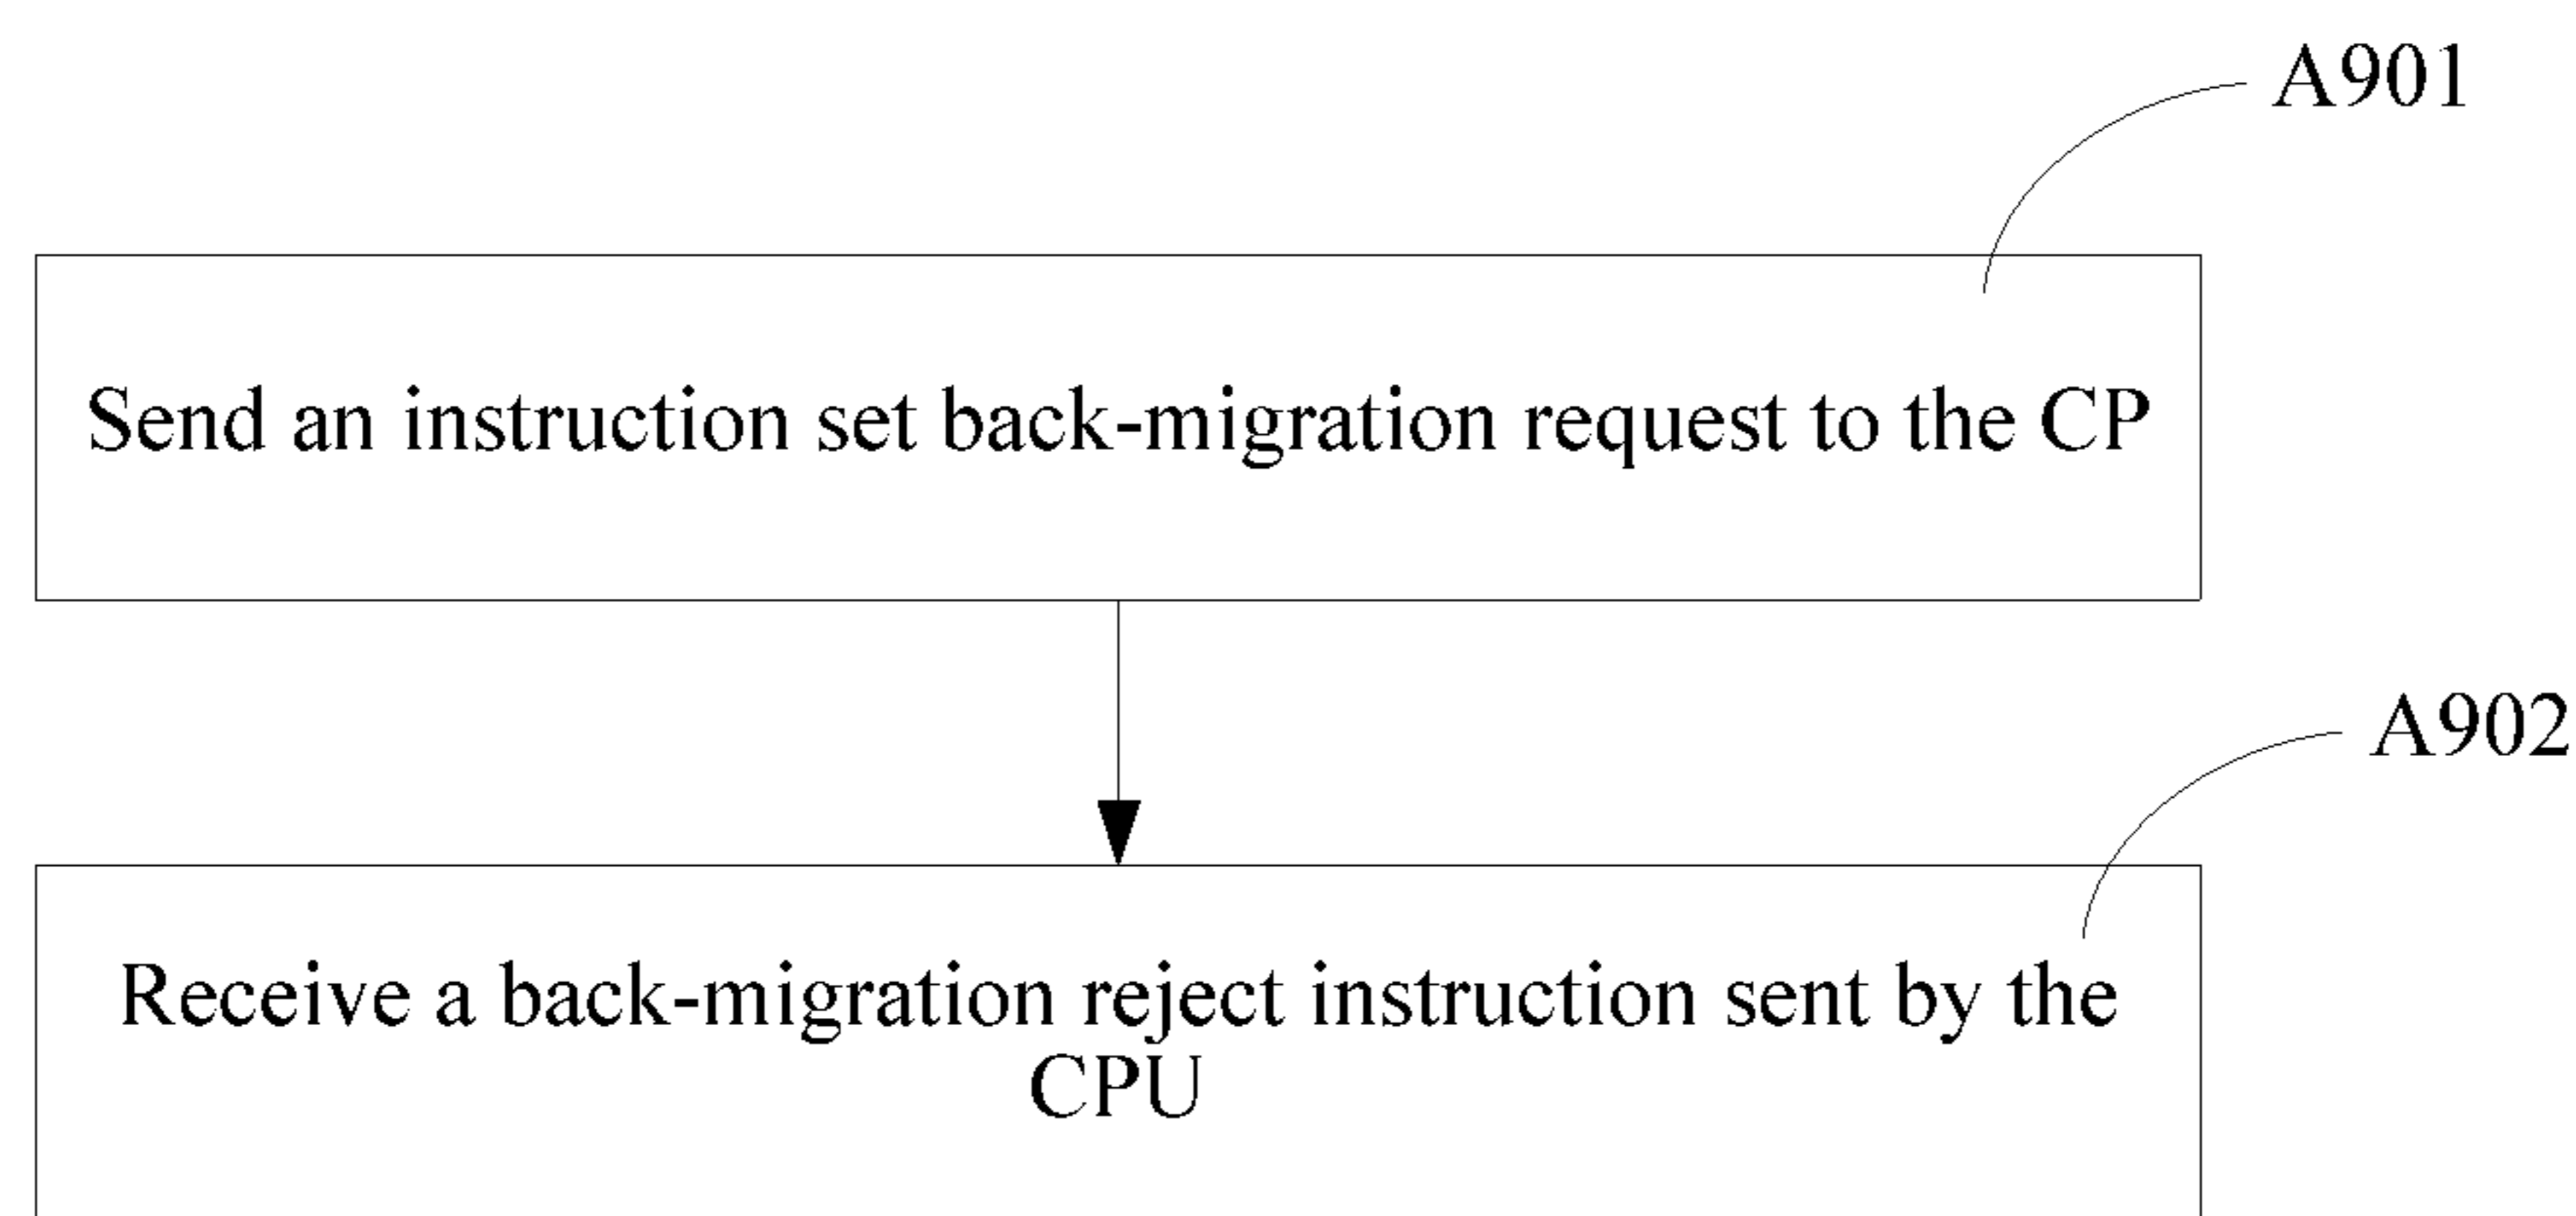 A901
Send an instruction set back-migration request to the CP
A902
Receive a back-migration reject instruction sent by the
CPU